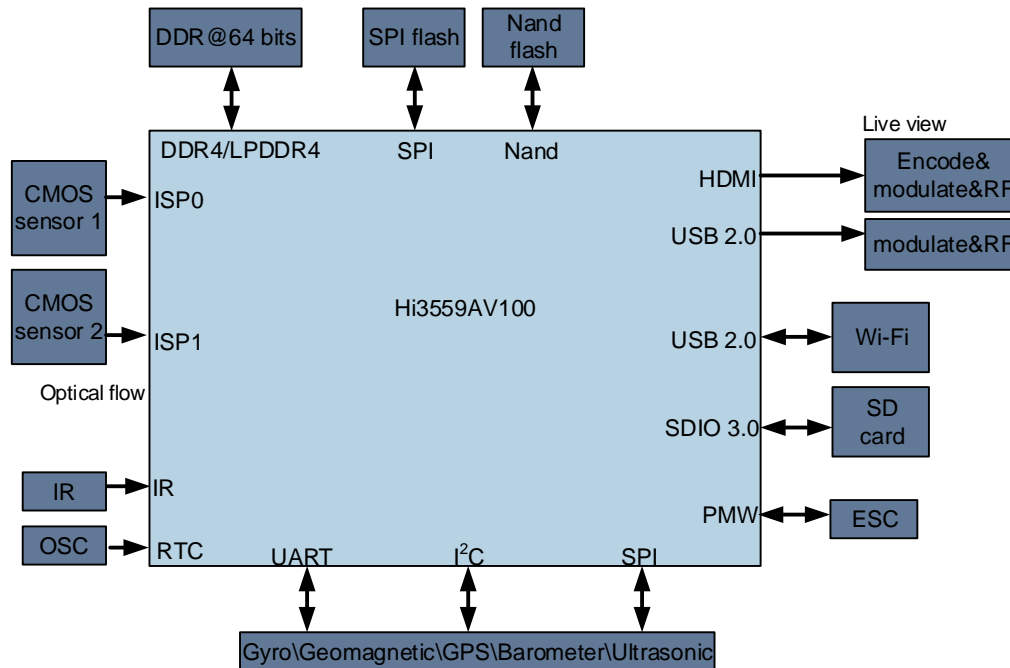 DDR@64 bits
SPI flash
Nand
flash
DDR4/LPDDR4
SPI
Nand
Live view
CMOS
sensor 1
ISP0
HDMI
Encode&
modulate&RF
USB 2.0
modulate&RF
CMOS
sensor 2
ISP1
Hi3559AV100
USB 2.0
Wi-Fi
Optical flow
SDIO 3.0
SD
card
IR
IR
PMW
ESC
OSC
RTC
UART
I²C
SPI
Gyro\Geomagnetic\GPS\Barometer\Ultrasonic